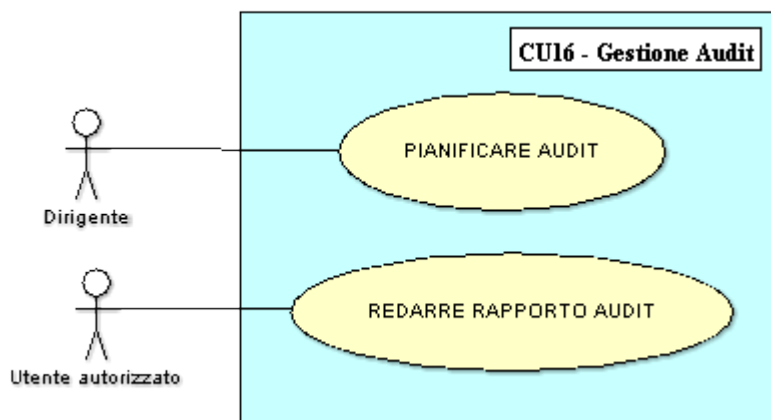 CU16 - Gestione Audit
PIANIFICARE AUDIT
Dirigente
REDARRE RAPPORTO AUDIT
Utente autorizzato